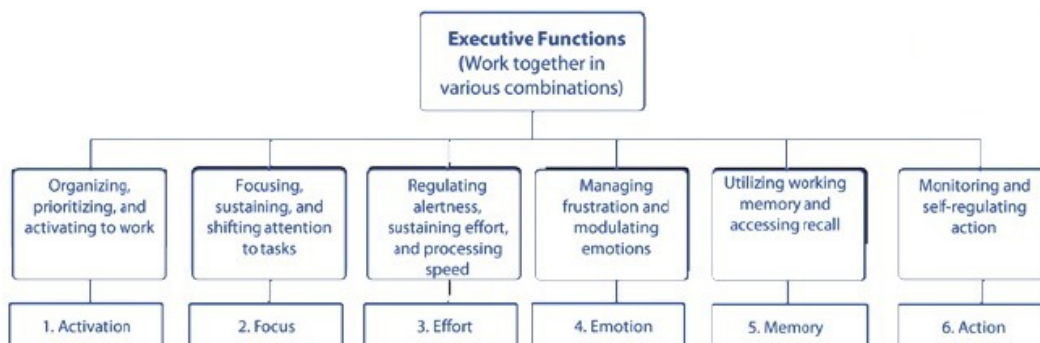 Executive Functions
(Work together in
various combinations)
Organizing,
prioritizing, and
activating to work
Focusing,
sustaining, and
shifting attention
to tasks
Regulating
alertness,
sustaining effort,
and processing
speed
Managing
frustration and
modulating
emotions
Utilizing working
memory and
accessing recall
Monitoring and
self-regulating
action
1. Activation
2. Focus
3. Effort
4. Emotion
5. Memory
6. Action